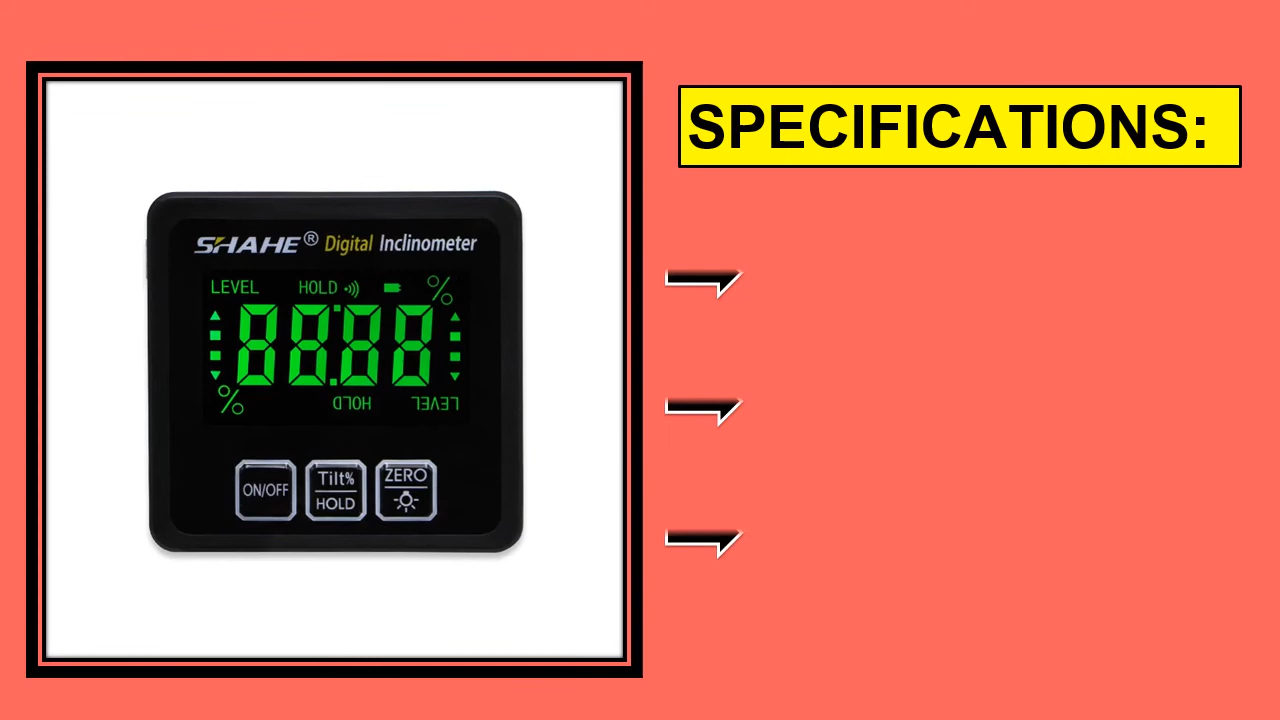 SPECIFICATIONS:
SHAHE® Digital Inclinometer
LEVEL HOLD %
88.88
% HOLD LEVEL
ON/OFF
Tilt%
HOLD
ZERO